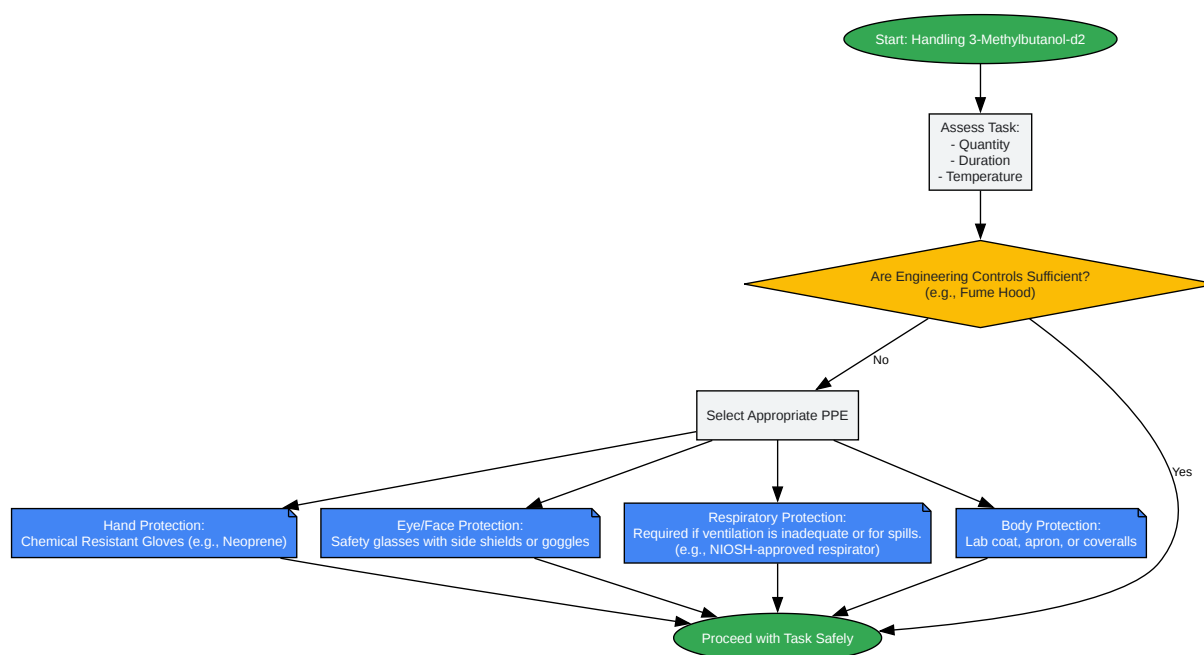 Start: Handling 3-Methylbutanol-d2
Assess Task:
- Quantity
- Duration
- Temperature
Are Engineering Controls Sufficient?
(e.g., Fume Hood)
No
Select Appropriate PPE
Yes
Hand Protection:
Chemical Resistant Gloves (e.g., Neoprene)
Eye/Face Protection:
Safety glasses with side shields or goggles
Respiratory Protection:
Required if ventilation is inadequate or for spills.
(e.g., NIOSH-approved respirator)
Body Protection:
Lab coat, apron, or coveralls
Proceed with Task Safely